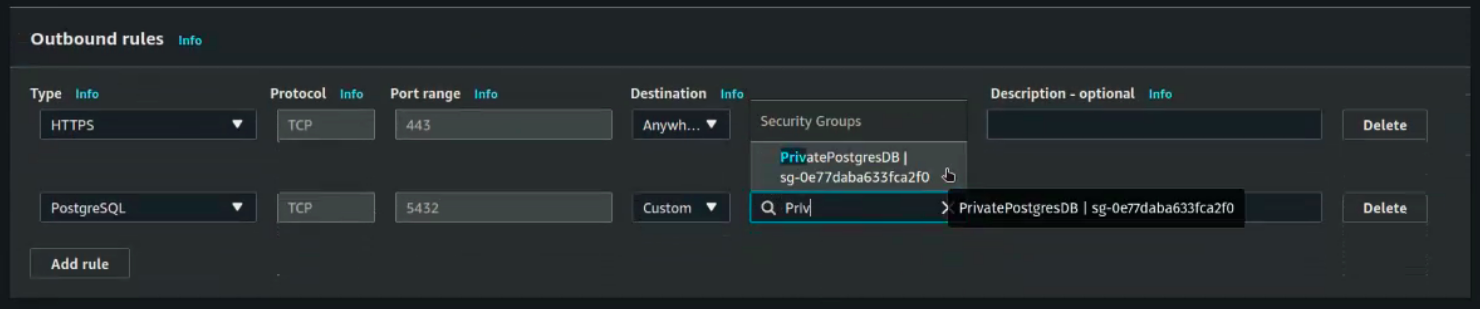 Outbound rules Info
Type Info Protocol Info Port range Info Destination Info Description - optional Info
HTTPS TCP 443 Anywh... Security Groups Delete
PrivatePostgresDB |
sg-0e77daba633fca2f0
PostgreSQL TCP 5432 Custom Priv PrivatePostgresDB | sg-0e77daba633fca2f0 Delete
Add rule